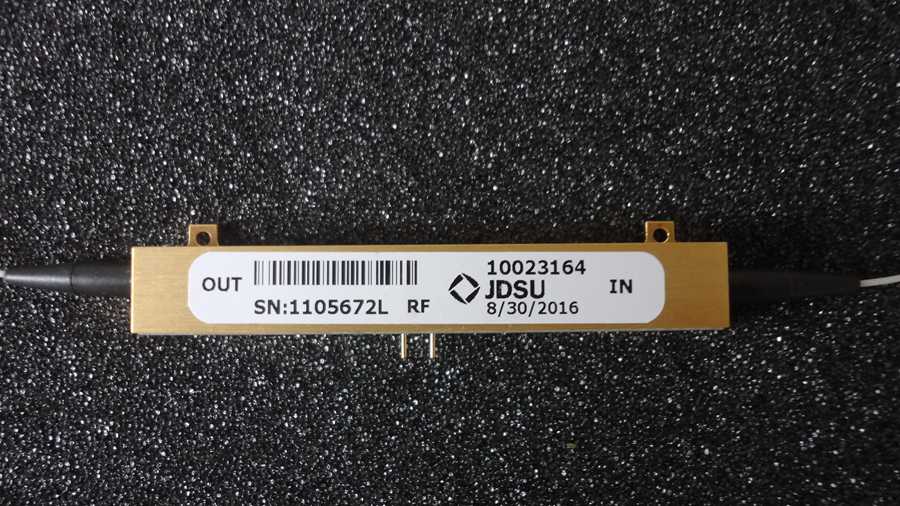 OUT
SN:1105672L RF
10023164
JDSU
8/30/2016
IN